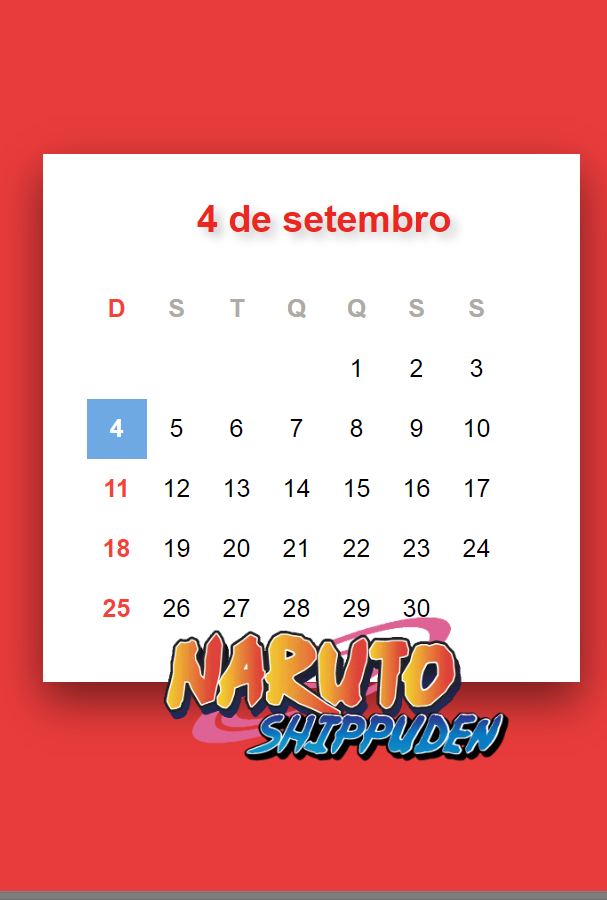 4 de setembro
D S T Q Q S S
1 2 3
4 5 6 7 8 9 10
11 12 13 14 15 16 17
18 19 20 21 22 23 24
25 26 27 28 29 30
NARUTO
SHIPPUDEN